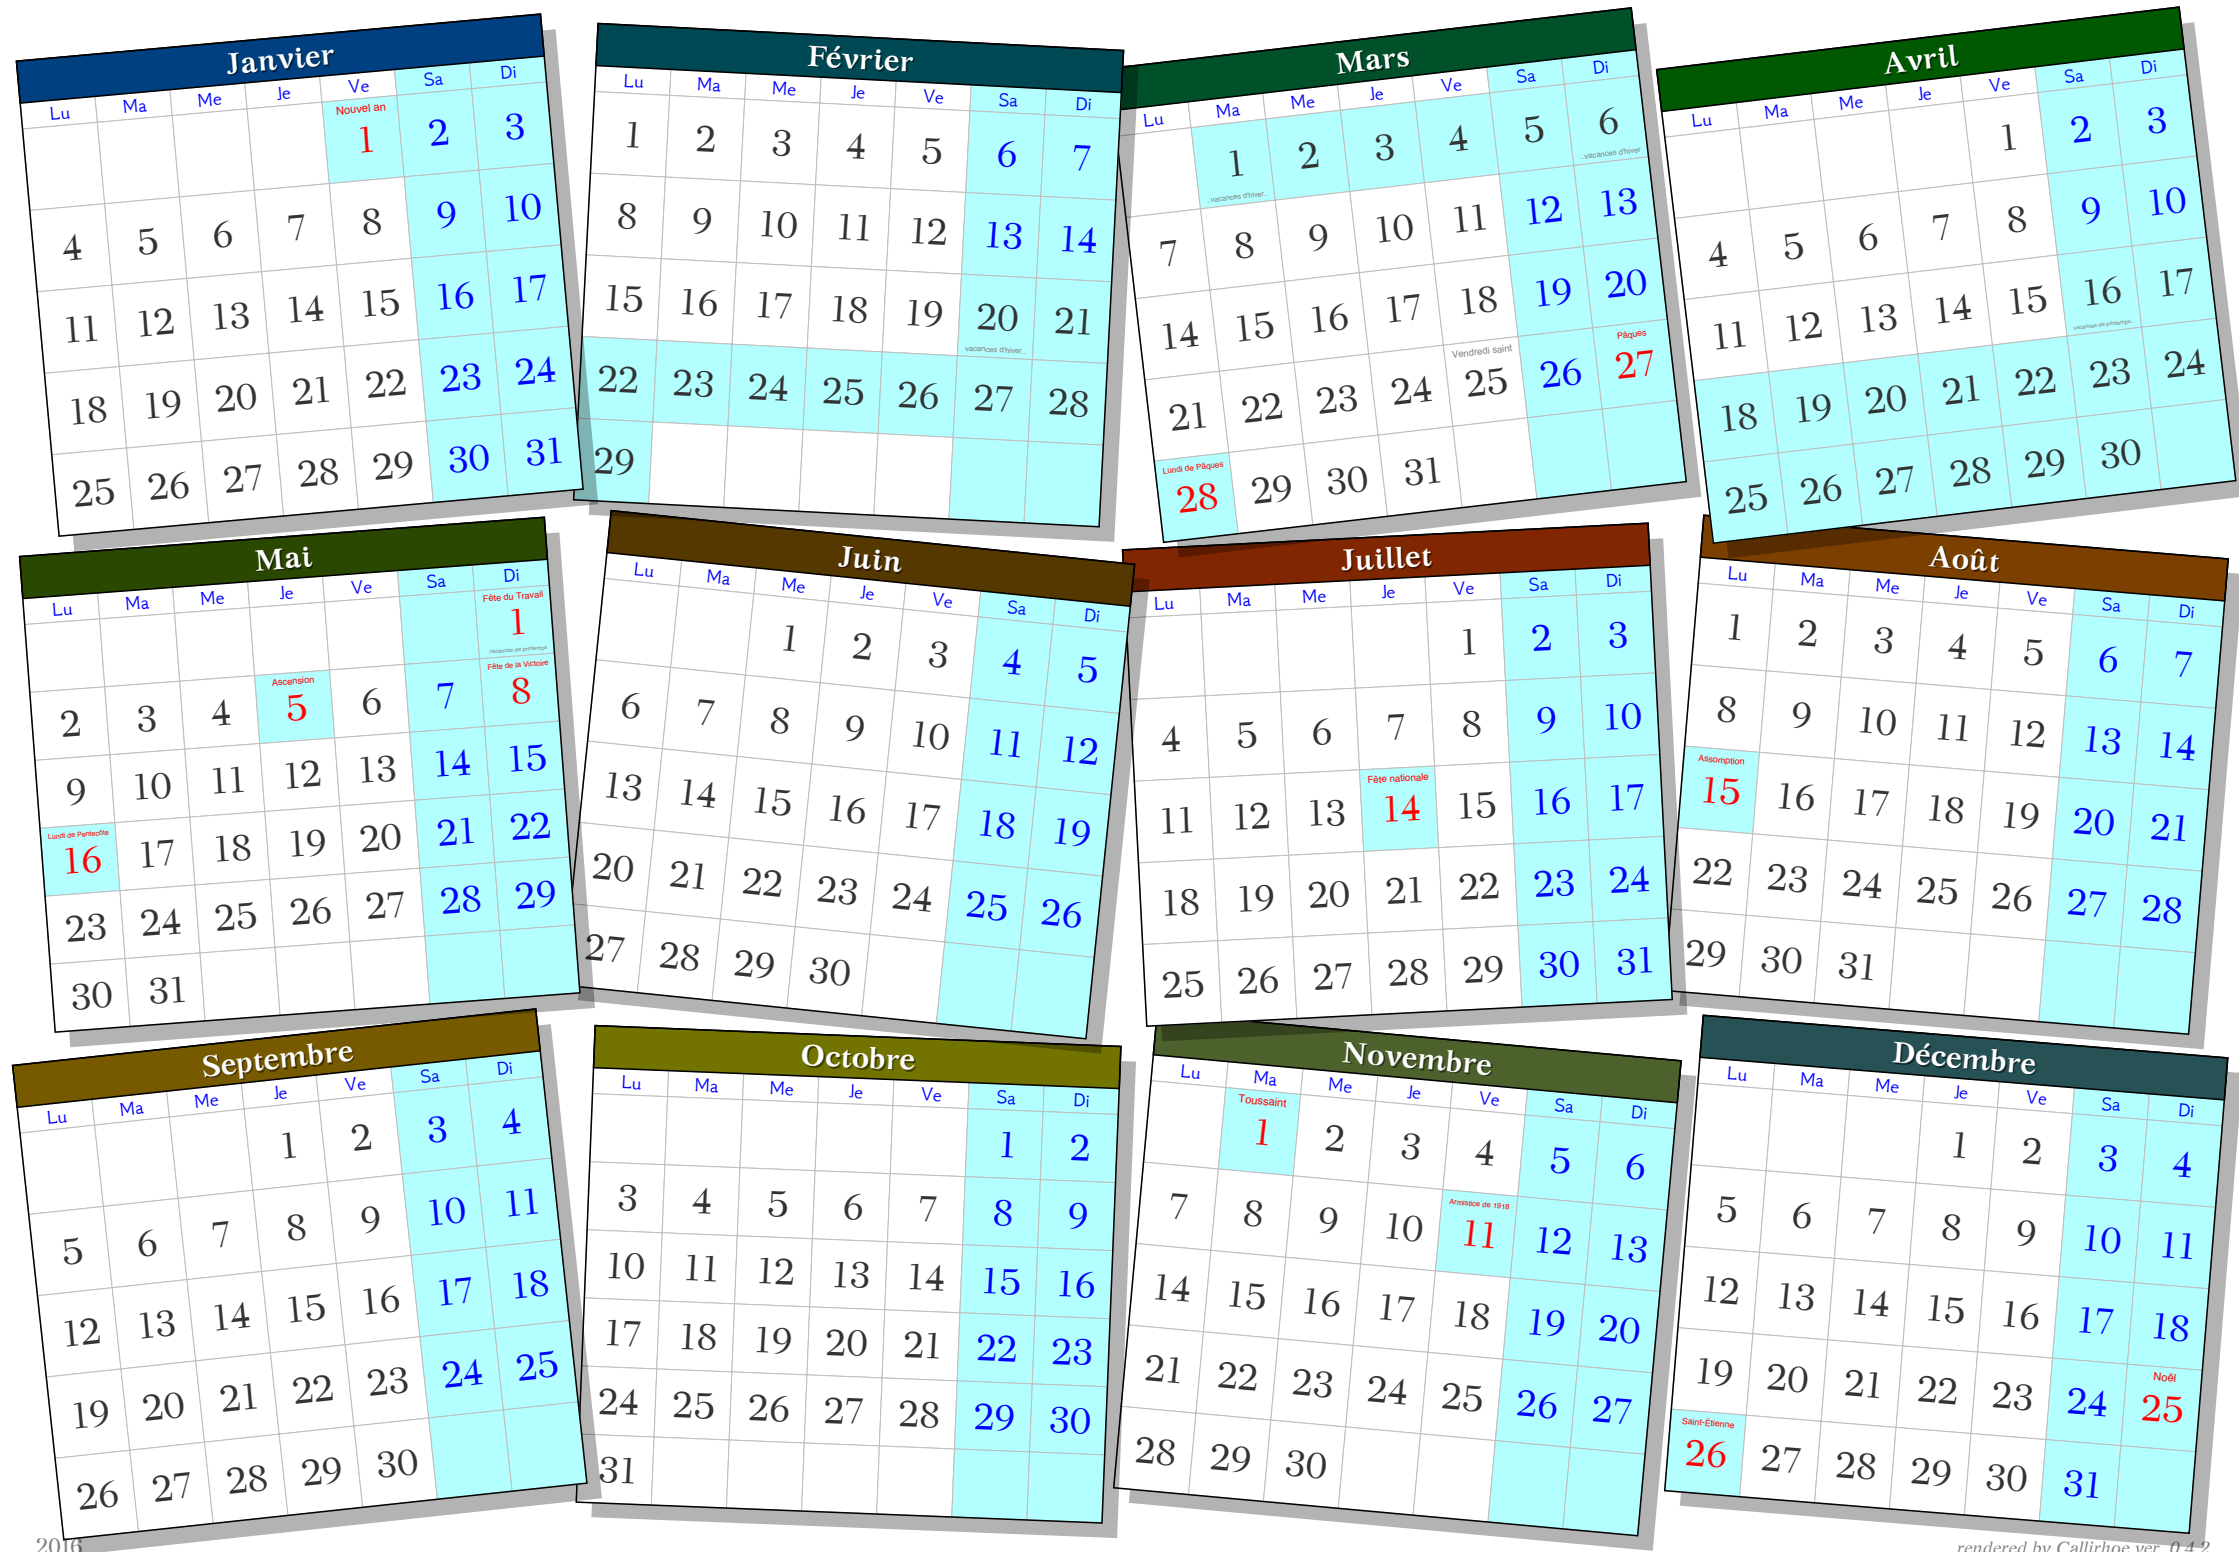 Janvier
Lu Ma Me Je Ve Sa Di
Nouvel an
1 2 3
4 5 6 7 8 9 10
11 12 13 14 15 16 17
18 19 20 21 22 23 24
25 26 27 28 29 30 31
Février
Lu Ma Me Je Ve Sa Di
1 2 3 4 5 6 7
8 9 10 11 12 13 14
15 16 17 18 19 20 21
vacances d'hiver..
22 23 24 25 26 27 28
29
Mars
Lu Ma Me Je Ve Sa Di
1 2 3 4 5 6
..vacances d'hiver.. ..vacances d'hiver
7 8 9 10 11 12 13
14 15 16 17 18 19 20
Vendredi saint Pâques
21 22 23 24 25 26 27
Lundi de Pâques
28 29 30 31
Avril
Lu Ma Me Je Ve Sa Di
1 2 3
4 5 6 7 8 9 10
11 12 13 14 15 16 17
vacances de printemps..
18 19 20 21 22 23 24
25 26 27 28 29 30
Mai
Lu Ma Me Je Ve Sa Di
Fête du Travail
1
..vacances de printemps
Ascension Fête de la Victoire
2 3 4 5 6 7 8
9 10 11 12 13 14 15
Lundi de Pentecôte
16 17 18 19 20 21 22
23 24 25 26 27 28 29
30 31
Juin
Lu Ma Me Je Ve Sa Di
1 2 3 4 5
6 7 8 9 10 11 12
13 14 15 16 17 18 19
20 21 22 23 24 25 26
27 28 29 30
Juillet
Lu Ma Me Je Ve Sa Di
1 2 3
4 5 6 7 8 9 10
Fête nationale
11 12 13 14 15 16 17
18 19 20 21 22 23 24
25 26 27 28 29 30 31
Août
Lu Ma Me Je Ve Sa Di
1 2 3 4 5 6 7
8 9 10 11 12 13 14
Assomption
15 16 17 18 19 20 21
22 23 24 25 26 27 28
29 30 31
Septembre
Lu Ma Me Je Ve Sa Di
1 2 3 4
5 6 7 8 9 10 11
12 13 14 15 16 17 18
19 20 21 22 23 24 25
26 27 28 29 30
Octobre
Lu Ma Me Je Ve Sa Di
1 2
3 4 5 6 7 8 9
10 11 12 13 14 15 16
17 18 19 20 21 22 23
24 25 26 27 28 29 30
31
Novembre
Lu Ma Me Je Ve Sa Di
Toussaint
1 2 3 4 5 6
Armistice de 1918
7 8 9 10 11 12 13
14 15 16 17 18 19 20
21 22 23 24 25 26 27
28 29 30
Décembre
Lu Ma Me Je Ve Sa Di
1 2 3 4
5 6 7 8 9 10 11
12 13 14 15 16 17 18
Noël
19 20 21 22 23 24 25
Saint-Étienne
26 27 28 29 30 31
2016
rendered by Callirhoe ver. 0.4.2